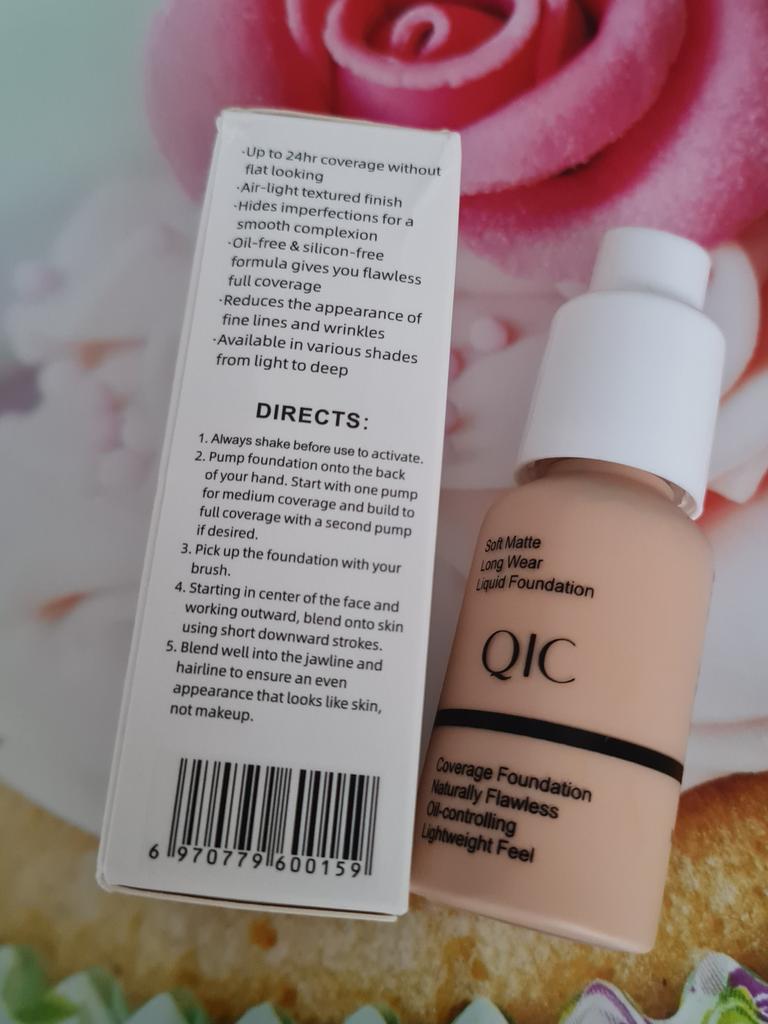 ·Up to 24hr coverage without
flat looking
·Air-light textured finish
·Hides imperfections for a
smooth complexion
·Oil-free & silicon-free
formula gives you flawless
full coverage
·Reduces the appearance of
fine lines and wrinkles
·Available in various shades
from light to deep
DIRECTS:
1. Always shake before use to activate.
2. Pump foundation onto the back
of your hand. Start with one pump
for medium coverage and build to
full coverage with a second pump
if desired.
3. Pick up the foundation with your
brush.
4. Starting in center of the face and
working outward, blend onto skin
using short downward strokes.
5. Blend well into the jawline and
hairline to ensure an even
appearance that looks like skin,
not makeup.
6 970779 600159
Soft Matte
Long Wear
Liquid Foundation
QIC
Coverage Foundation
Naturally Flawless
Oil-controlling
Lightweight Feel